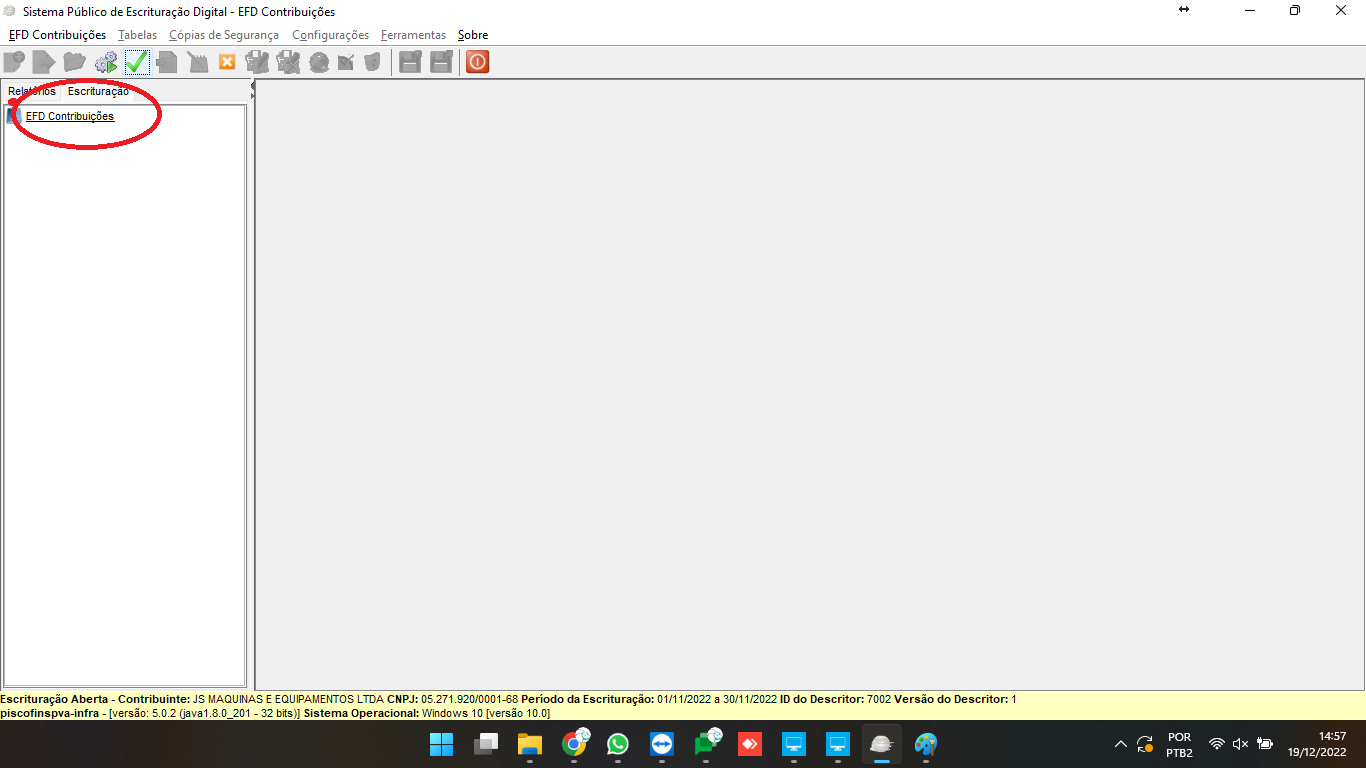 Sistema Público de Escrituração Digital - EFD Contribuições
EFD Contribuições Tabelas Cópias de Segurança Configurações Ferramentas Sobre
Relatórios Escrituração
EFD Contribuições
Escrituração Aberta - Contribuinte: JS MAQUINAS E EQUIPAMENTOS LTDA CNPJ: 05.271.920/0001-68 Período da Escrituração: 01/11/2022 a 30/11/2022 ID do Descritor: 7002 Versão do Descritor: 1
piscofinspva-infra - [versão: 5.0.2 (java1.8.0_201 - 32 bits)] Sistema Operacional: Windows 10 [versão 10.0]
POR 14:57
PTB2 19/12/2022